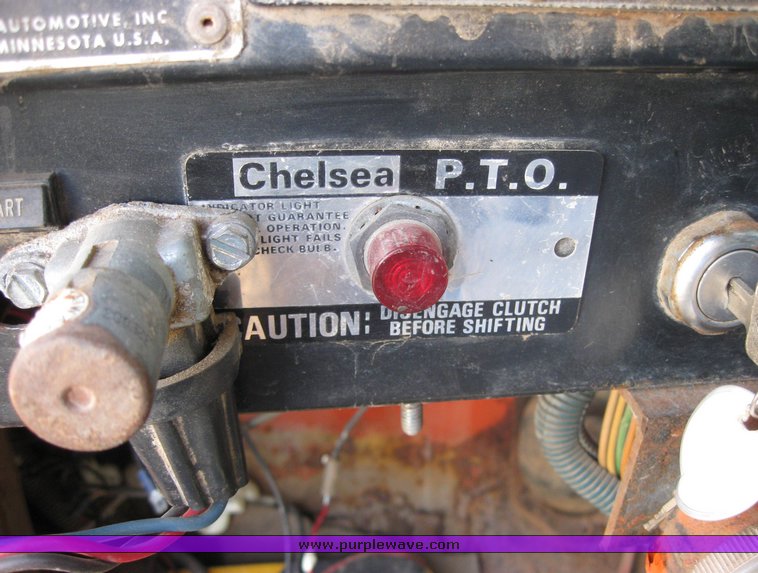 AUTOMOTIVE, INC
MINNESOTA U.S.A.
ART
Chelsea P.T.O.
INDICATOR LIGHT
GUARANTEE
OPERATION.
LIGHT FAILS
CHECK BULB.
CAUTION: DISENGAGE CLUTCH
BEFORE SHIFTING
www.purplewave.com